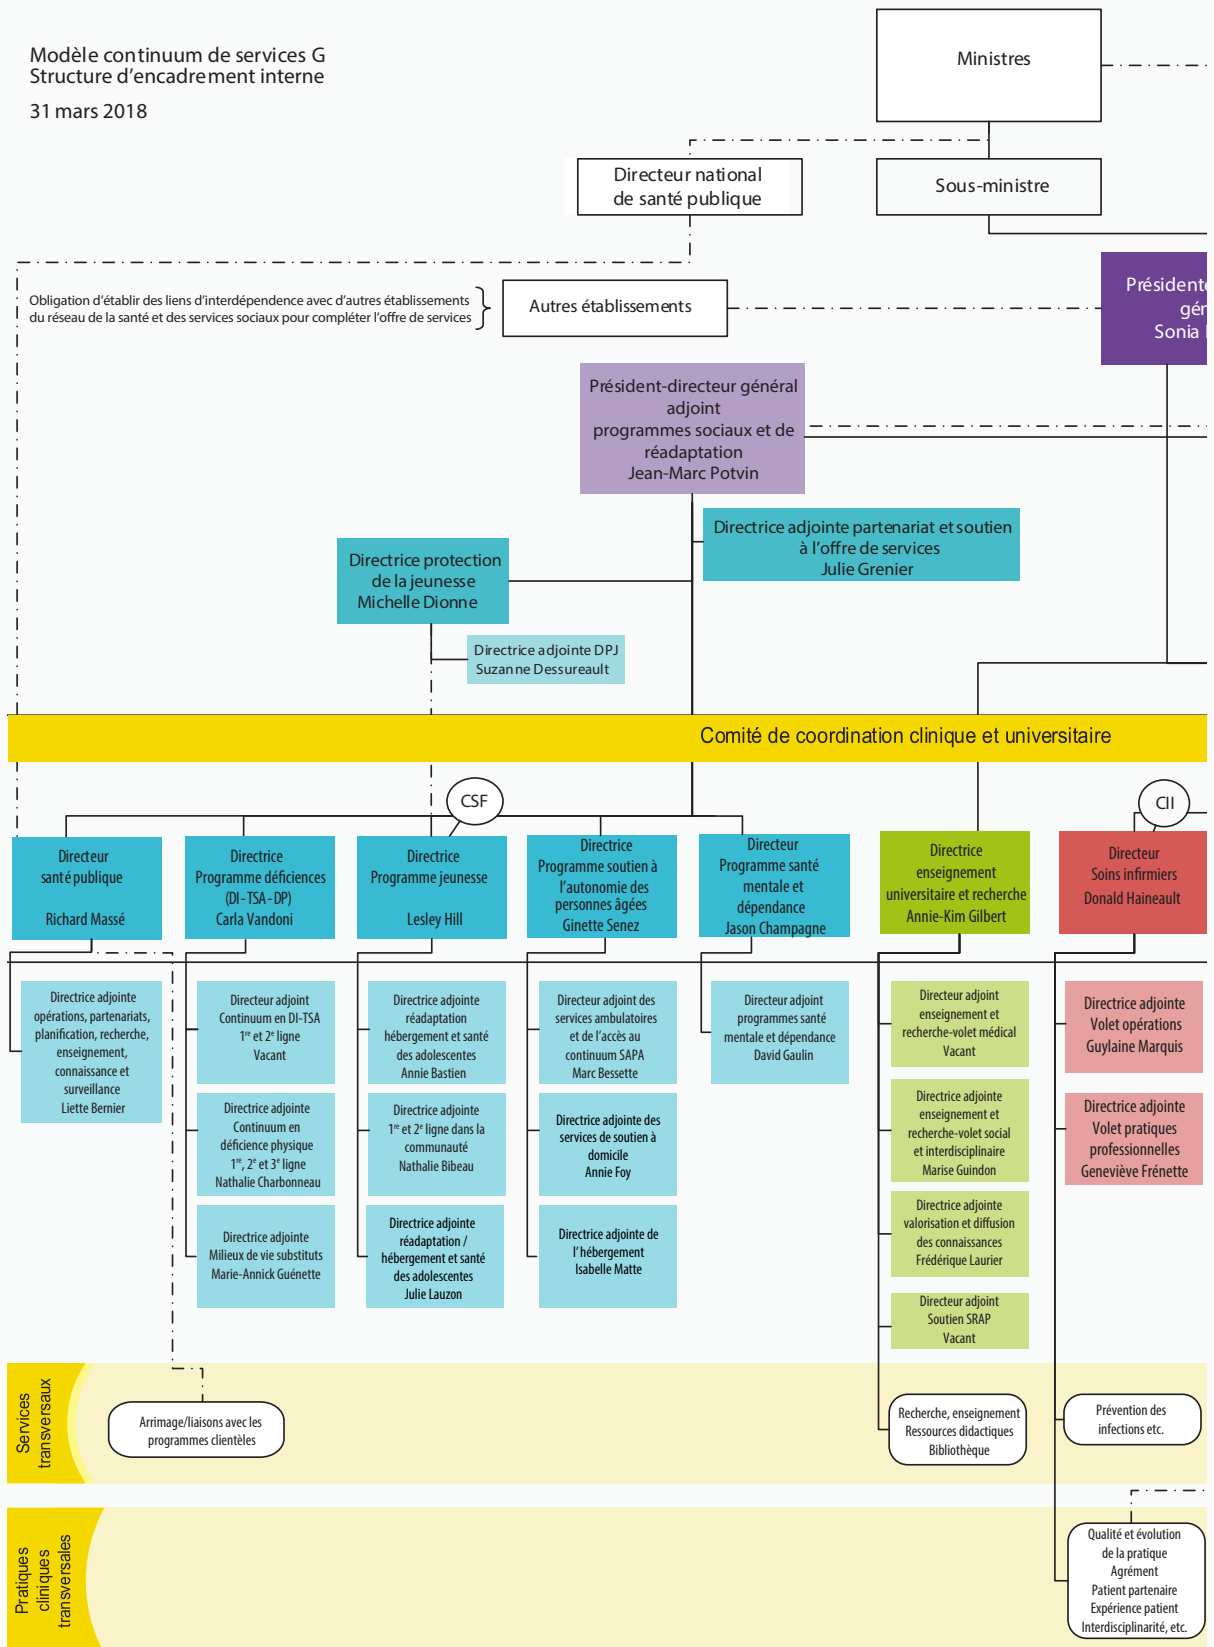 Modèle continuum de services G
Structure d'encadrement interne
31 mars 2018
Ministres
Directeur national
de santé publique
Sous-ministre
Obligation d'établir des liens d'interdépendance avec d'autres établissements
du réseau de la santé et des services sociaux pour compléter l'offre de services
Autres établissements
Présidente
gén
Sonia
Président-directeur général
adjoint
programmes sociaux et de
réadaptation
Jean-Marc Potvin
Directrice adjointe partenariat et soutien
à l'offre de services
Julie Grenier
Directrice protection
de la jeunesse
Michelle Dionne
Directrice adjointe DPJ
Suzanne Dessureault
Comité de coordination clinique et universitaire
CSF
CII
Directeur
santé publique
Richard Massé
Directrice
Programme déficiences
(DI - TSA - DP)
Carla Vandoni
Directrice
Programme jeunesse
Lesley Hill
Directrice
Programme soutien à
l'autonomie des
personnes âgées
Ginette Senez
Directeur
Programme santé
mentale et
dépendance
Jason Champagne
Directrice
enseignement
universitaire et recherche
Annie-Kim Gilbert
Directeur
Soins infirmiers
Donald Haineault
Directrice adjointe
opérations, partenariats,
planification, recherche,
enseignement,
connaissance et
surveillance
Liette Bernier
Directeur adjoint
Continuum en DI-TSA
1re et 2e ligne
Vacant
Directrice adjointe
Continuum en
déficience physique
1re, 2e et 3e ligne
Nathalie Charbonneau
Directrice adjointe
Milieux de vie substituts
Marie-Annick Guénette
Directrice adjointe
réadaptation
hébergement et santé
des adolescentes
Annie Bastien
Directrice adjointe
1re et 2e ligne dans la
communauté
Nathalie Bibeau
Directrice adjointe
réadaptation /
hébergement et santé
des adolescentes
Julie Lauzon
Directeur adjoint des
services ambulatoires
et de l'accès au
continuum SAPA
Marc Bessette
Directrice adjointe des
services de soutien à
domicile
Annie Foy
Directrice adjointe de
l'hébergement
Isabelle Matte
Directeur adjoint
programmes santé
mentale et dépendance
David Gaulin
Directeur adjoint
enseignement et
recherche-volet médical
Vacant
Directrice adjointe
enseignement et
recherche-volet social
et interdisciplinaire
Marise Guindon
Directrice adjointe
valorisation et diffusion
des connaissances
Frédérique Laurier
Directeur adjoint
Soutien SRAP
Vacant
Directrice adjointe
Volet opérations
Guylaine Marquis
Directrice adjointe
Volet pratiques
professionnelles
Geneviève Frénette
Services
transversaux
Arrimage/liaisons avec les
programmes clientèles
Recherche, enseignement
Ressources didactiques
Bibliothèque
Prévention des
infections etc.
Pratiques
cliniques
transversales
Qualité et évolution
de la pratique
Agrément
Patient partenaire
Expérience patient
Interdisciplinarité, etc.